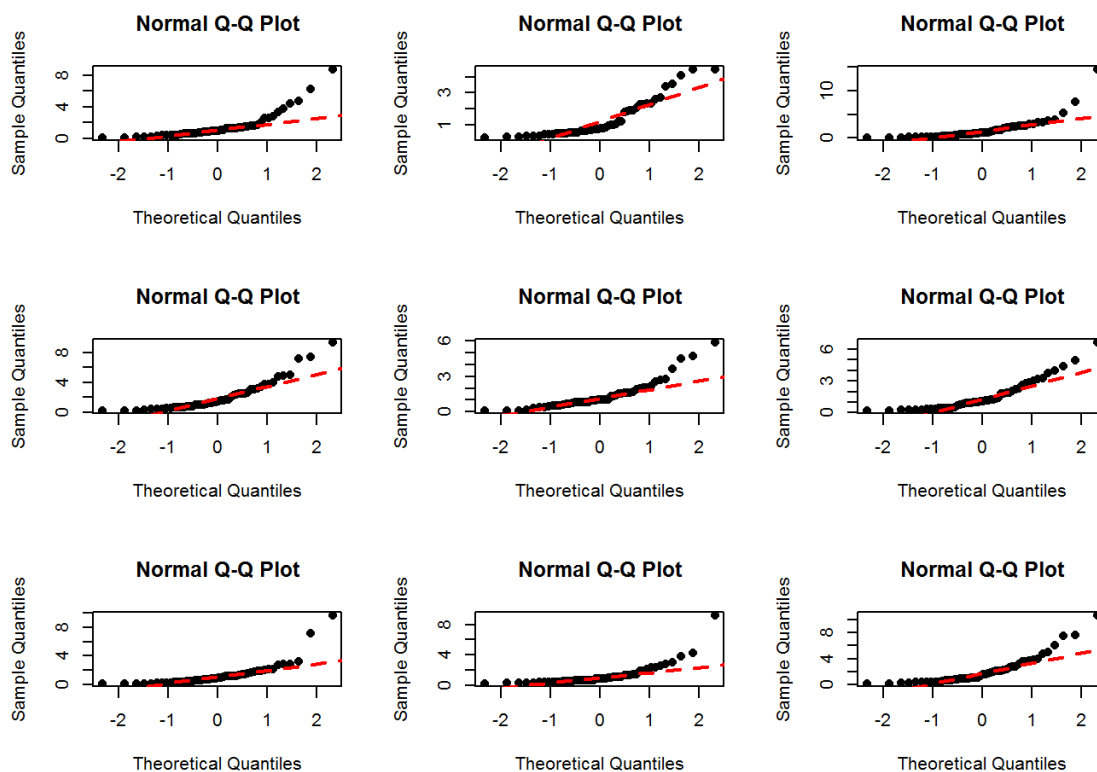 Normal Q-Q Plot
Sample Quantiles
8
4
0
-2 -1 0 1 2
Theoretical Quantiles
Normal Q-Q Plot
Sample Quantiles
3
1
-2 -1 0 1 2
Theoretical Quantiles
Normal Q-Q Plot
Sample Quantiles
10
0
-2 -1 0 1 2
Theoretical Quantiles
Normal Q-Q Plot
Sample Quantiles
8
4
0
-2 -1 0 1 2
Theoretical Quantiles
Normal Q-Q Plot
Sample Quantiles
6
3
0
-2 -1 0 1 2
Theoretical Quantiles
Normal Q-Q Plot
Sample Quantiles
6
3
0
-2 -1 0 1 2
Theoretical Quantiles
Normal Q-Q Plot
Sample Quantiles
8
4
0
-2 -1 0 1 2
Theoretical Quantiles
Normal Q-Q Plot
Sample Quantiles
8
4
0
-2 -1 0 1 2
Theoretical Quantiles
Normal Q-Q Plot
Sample Quantiles
8
4
0
-2 -1 0 1 2
Theoretical Quantiles